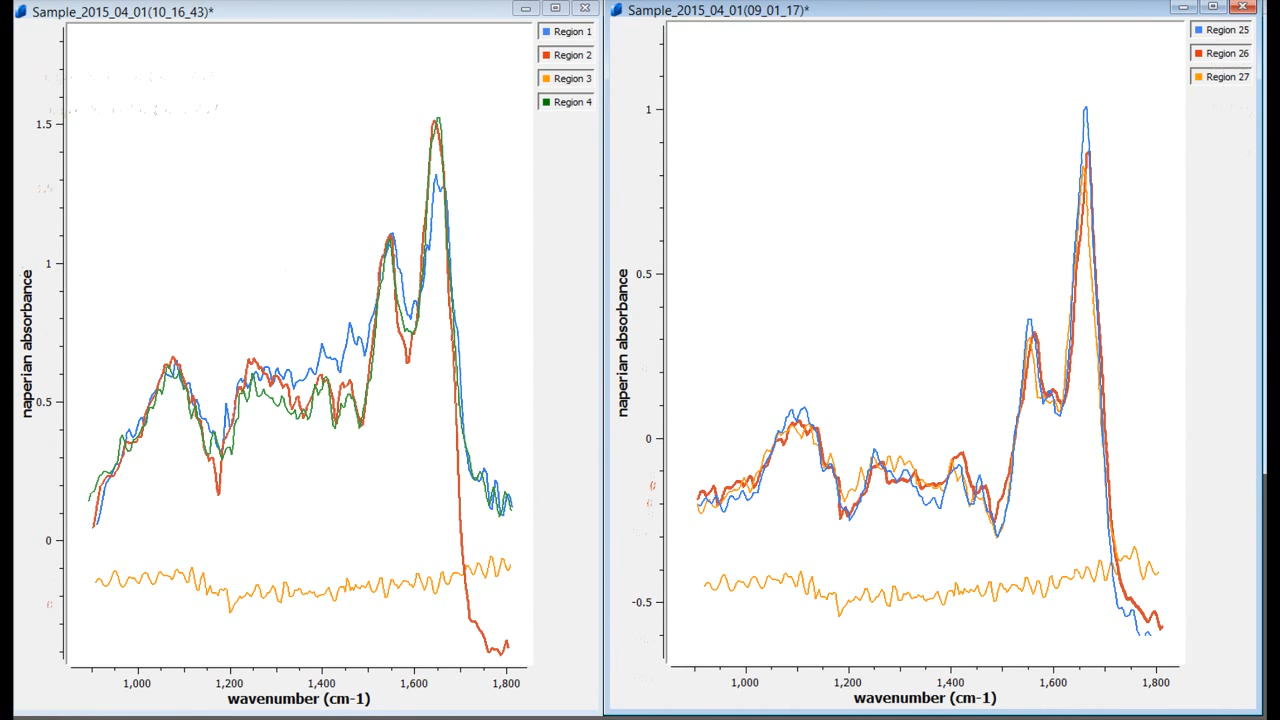 Sample_2015_04_01(10_16_43)*
Region 1
Region 2
Region 3
Region 4
1.5
1
0.5
0
naperian absorbance
1,000 1,200 1,400 1,600 1,800
wavenumber (cm-1)
Sample_2015_04_01(09_01_17)*
Region 25
Region 26
Region 27
1
0.5
0
-0.5
naperian absorbance
1,000 1,200 1,400 1,600 1,800
wavenumber (cm-1)